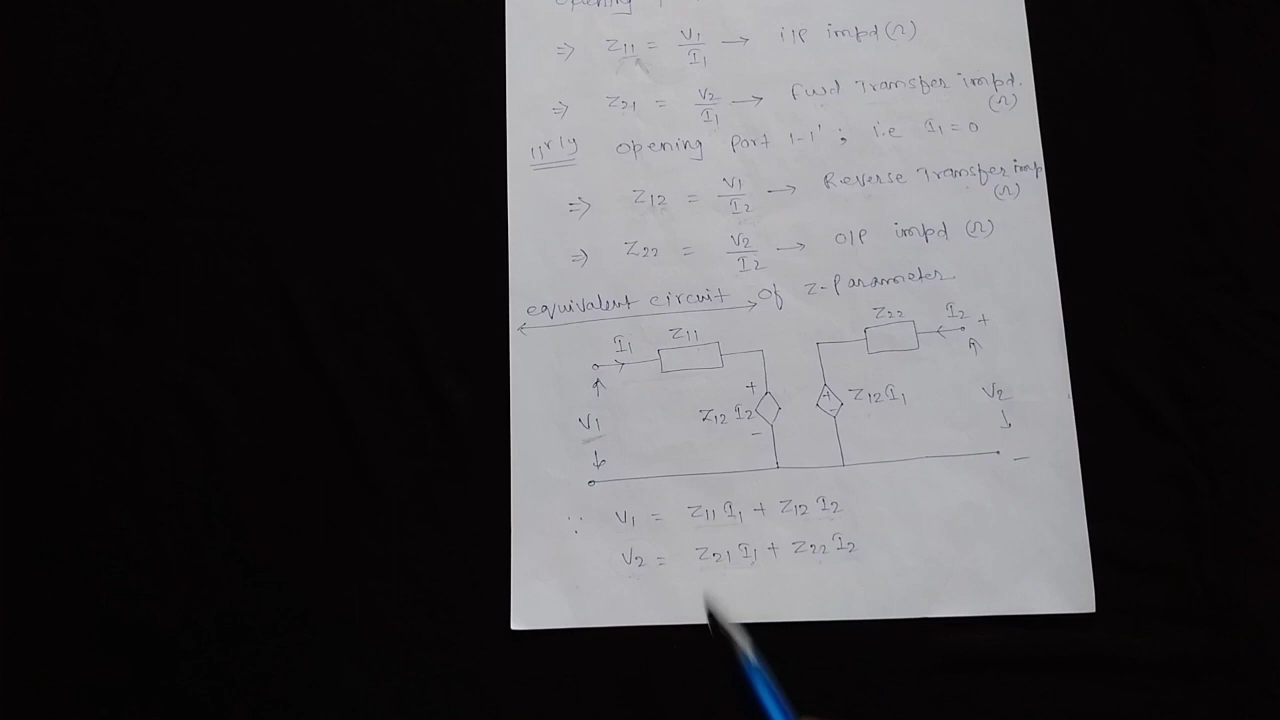 opening
⇒ Z11 = V1/I1 → i/p impd (Ω)
⇒ Z21 = V2/I1 → Fwd Transfer impd. (Ω)
|||rly opening port 1-1' ; i.e I1 = 0
⇒ Z12 = V1/I2 → Reverse Transfer imp (Ω)
⇒ Z22 = V2/I2 → O/P impd (Ω)
equivalent circuit of Z-Parameter
I1 Z11 Z22 I2 +
+ Z12 I2 - + - Z12 I1
V1 V2 -
∵ V1 = Z11 I1 + Z12 I2
V2 = Z21 I1 + Z22 I2